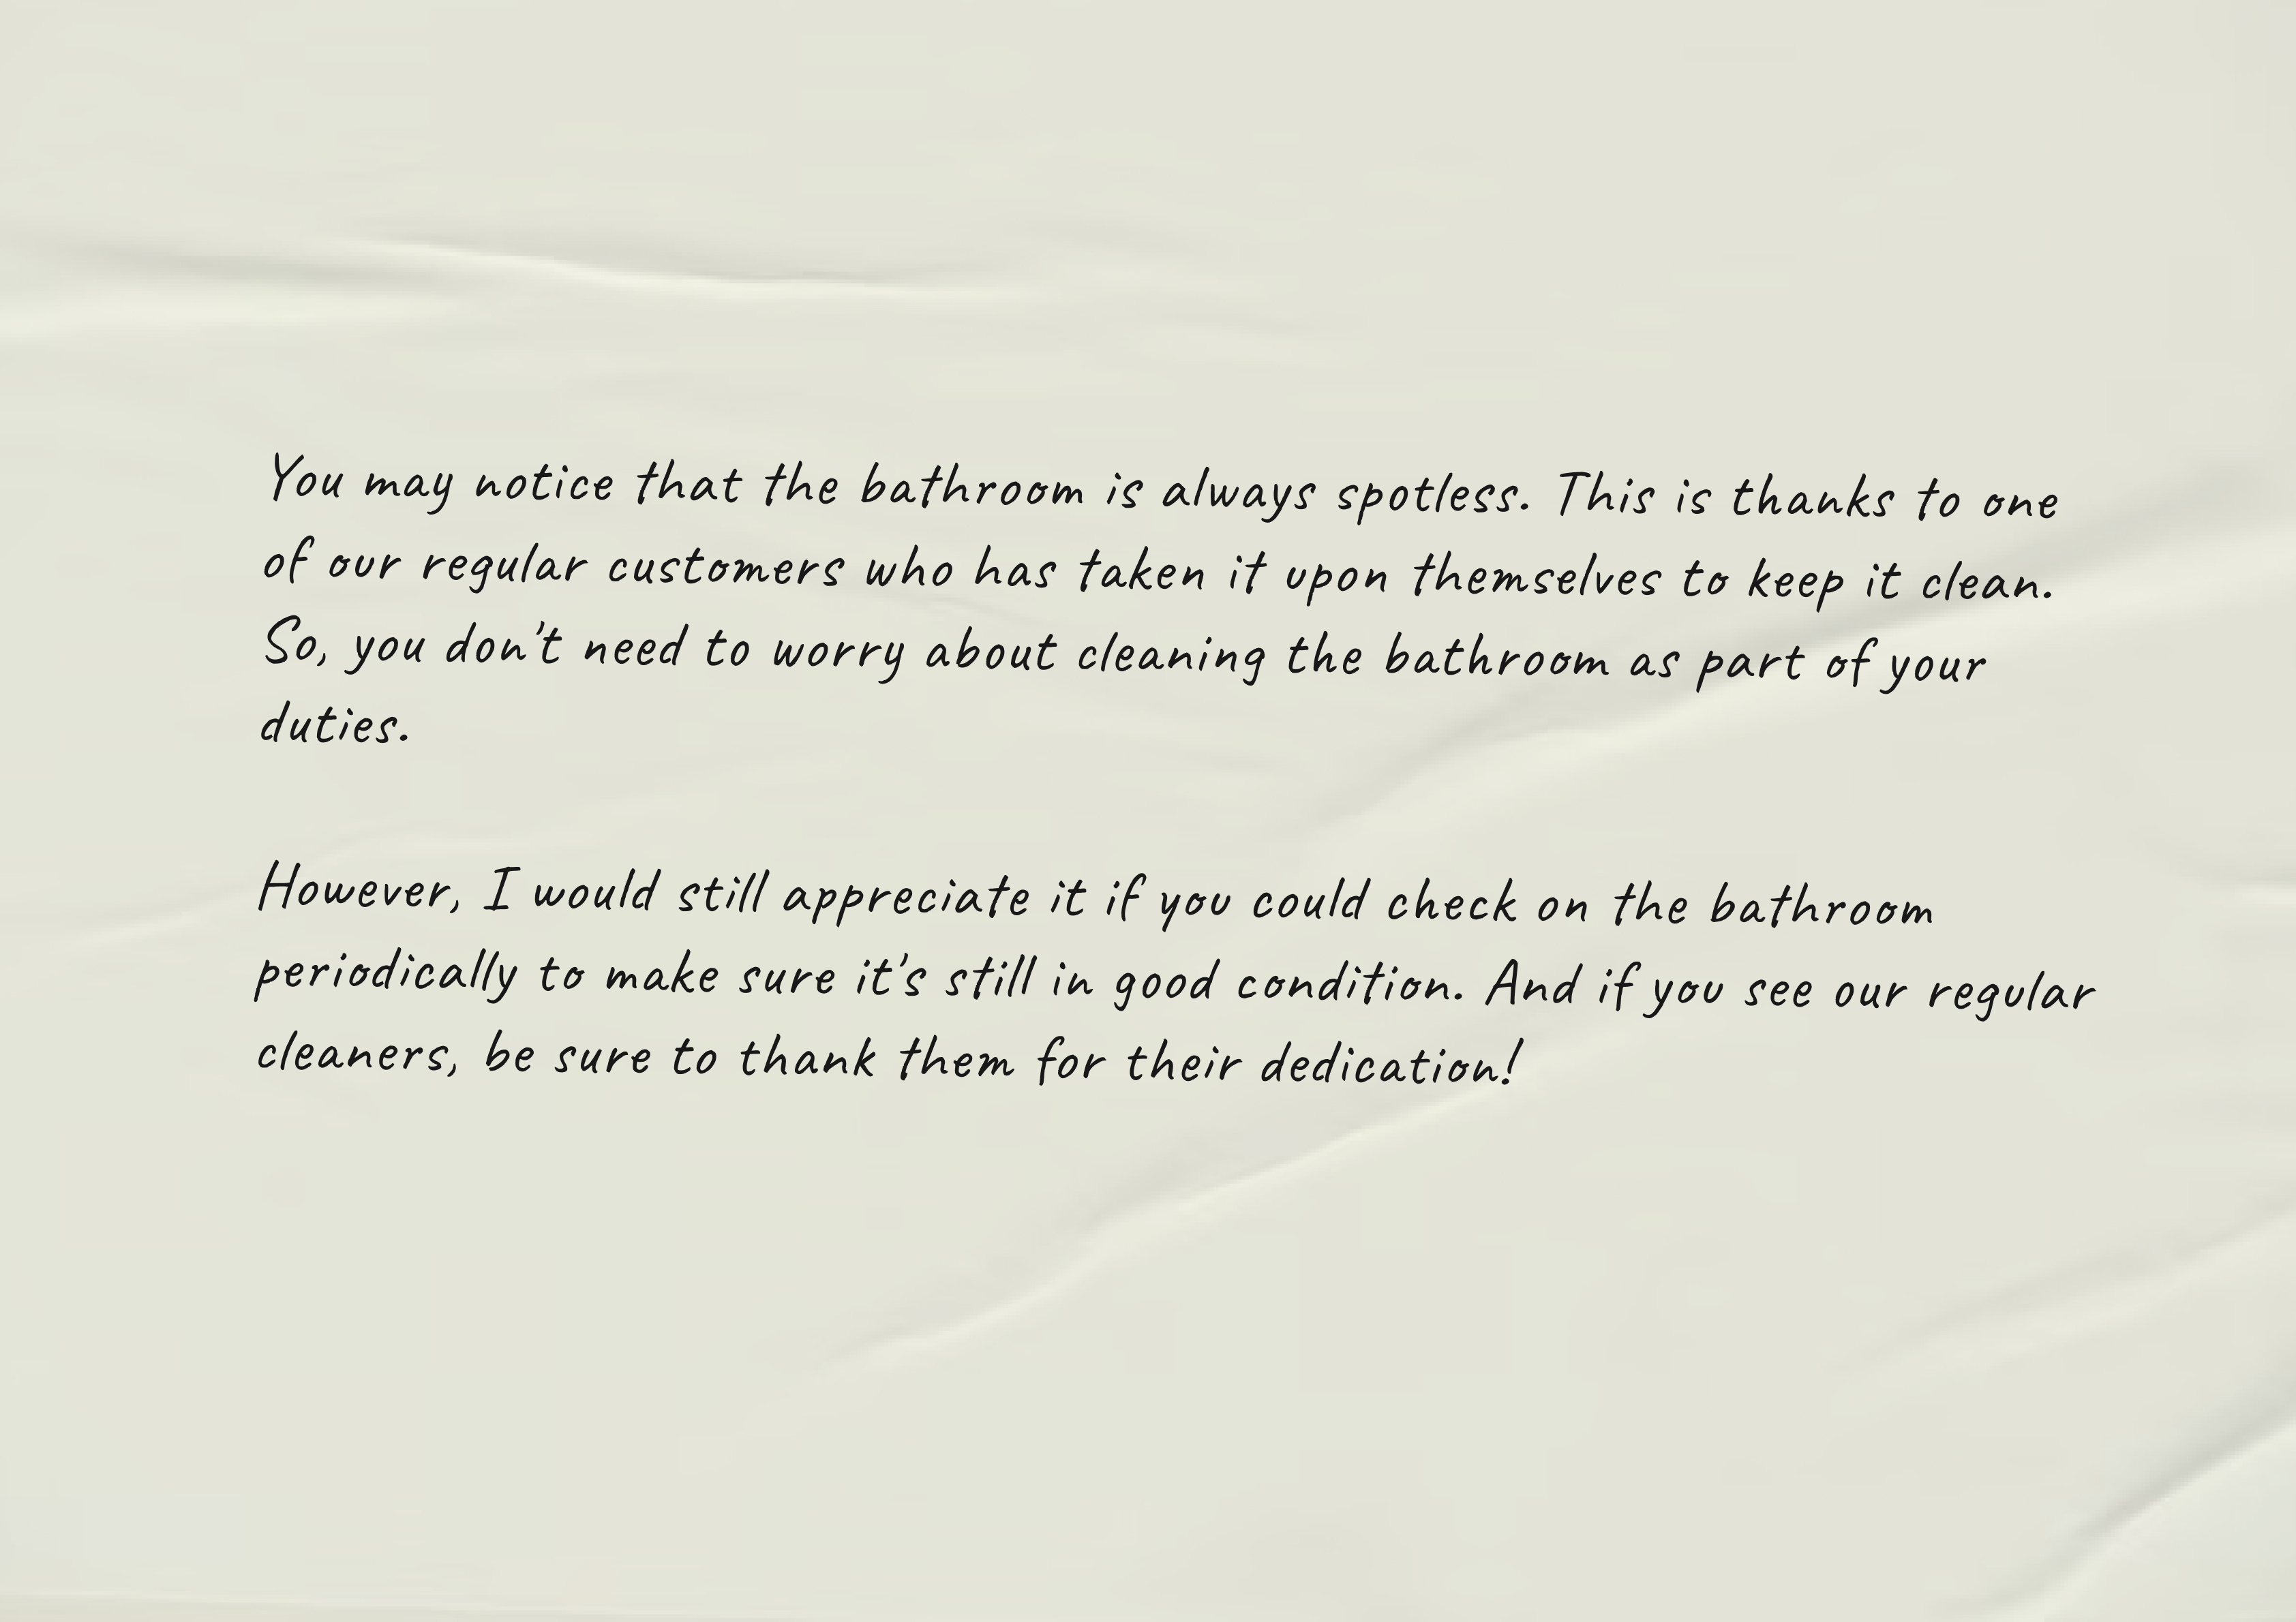 You may notice that the bathroom is always spotless. This is thanks to one
of our regular customers who has taken it upon themselves to keep it clean.
So, you don't need to worry about cleaning the bathroom as part of your
duties.
However, I would still appreciate it if you could check on the bathroom
periodically to make sure it's still in good condition. And if you see our regular
cleaners, be sure to thank them for their dedication!